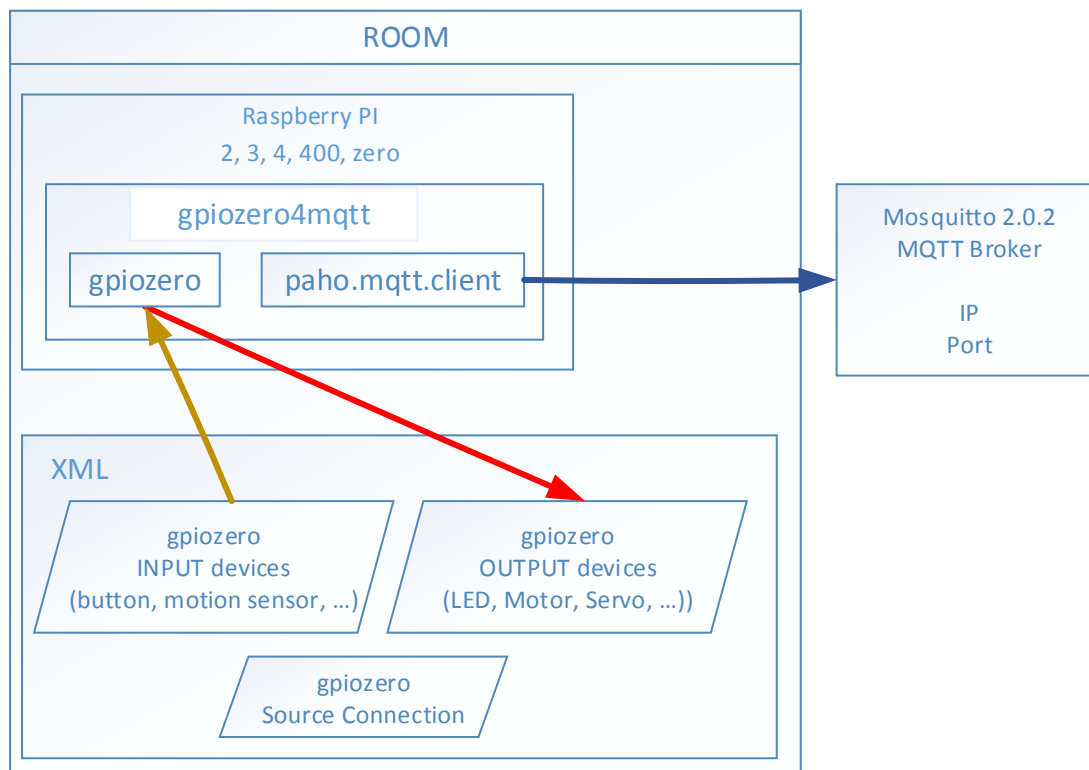 ROOM
Raspberry PI
2, 3, 4, 400, zero
gpiozero4mqtt
gpiozero
paho.mqtt.client
Mosquitto 2.0.2
MQTT Broker
IP
Port
XML
gpiozero
INPUT devices
(button, motion sensor, …)
gpiozero
OUTPUT devices
(LED, Motor, Servo, …))
gpiozero
Source Connection